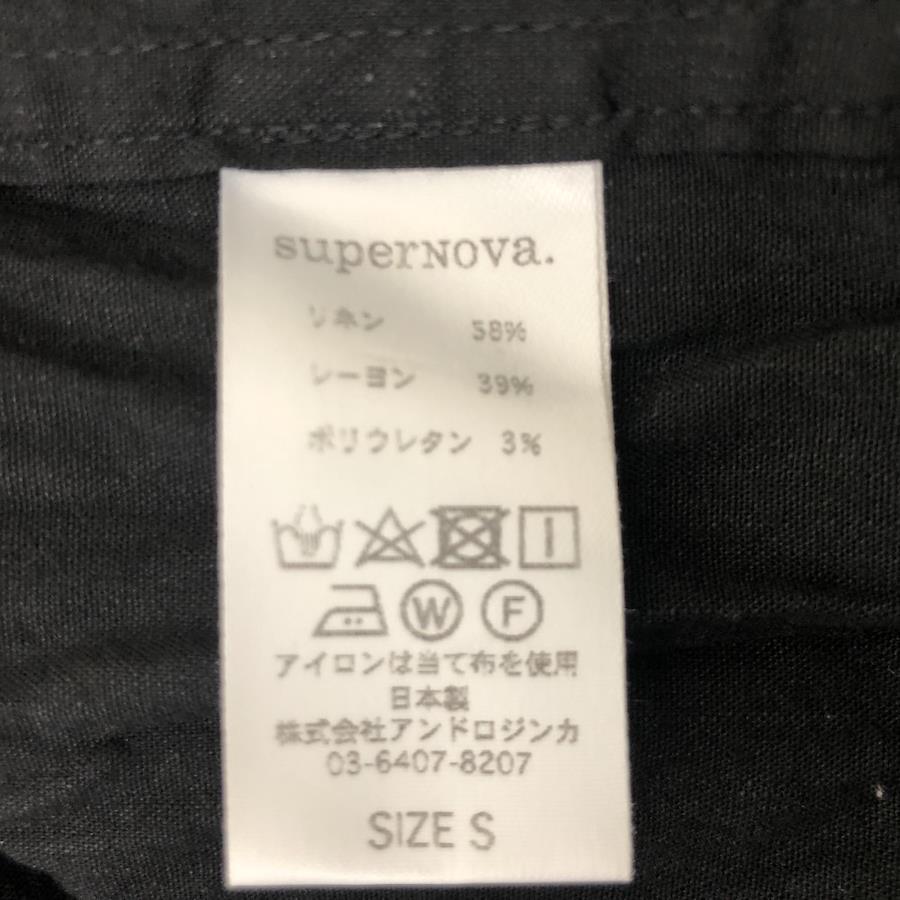 superNova.
リネン 58%
レーヨン 39%
ポリウレタン 3%
W F
アイロンは当て布を使用
日本製
株式会社アンドロジンカ
03-6407-8207
SIZE S